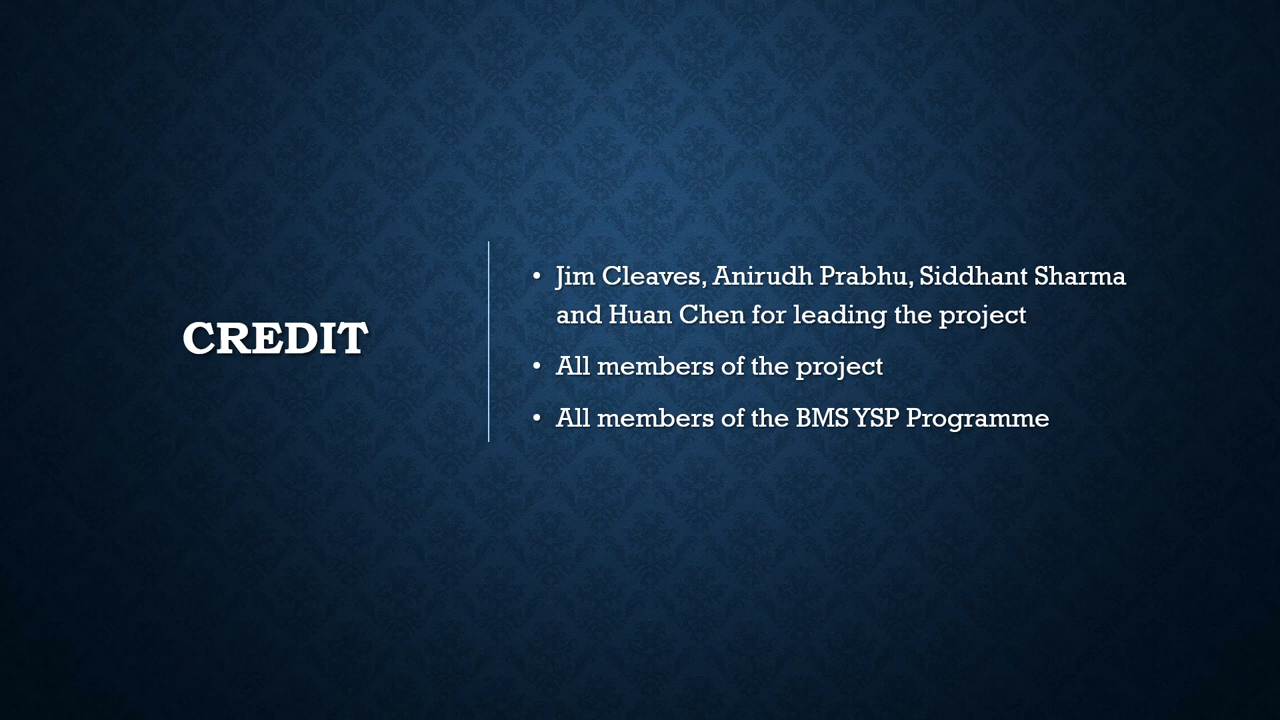 CREDIT
• Jim Cleaves, Anirudh Prabhu, Siddhant Sharma
and Huan Chen for leading the project
• All members of the project
• All members of the BMS YSP Programme